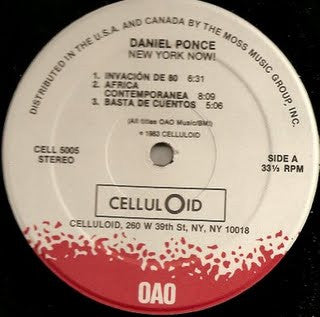 DISTRIBUTED IN THE U.S.A. AND CANADA BY THE MOSS MUSIC GROUP, INC.
DANIEL PONCE
NEW YORK NOW!
1. INVACIÓN DE 80 6:31
2. AFRICA
CONTEMPORANEA 8:09
3. BASTA DE CUENTOS 5:06
(All titles OAO Music/BMI)
℗ 1983 CELLULOID
CELL 5005
STEREO
SIDE A
33⅓ RPM
CELLULOID
CELLULOID, 260 W 39th St, NY, NY 10018
OAO